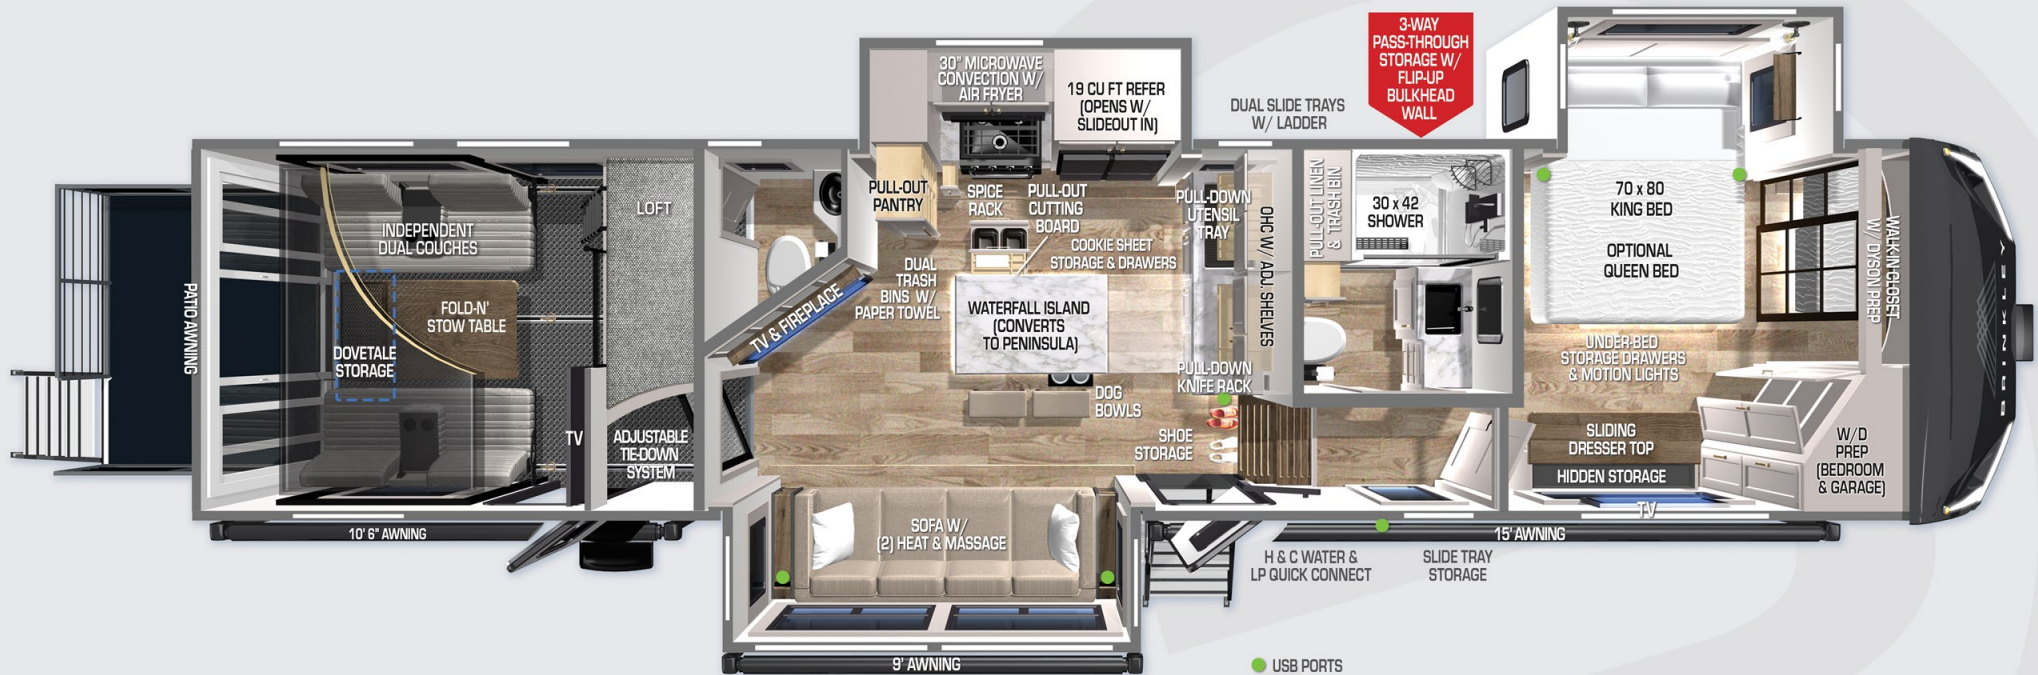 3-WAY
PASS-THROUGH
STORAGE W/
FLIP-UP
BULKHEAD
WALL
30" MICROWAVE
CONVECTION W/
AIR FRYER
19 CU FT REFER
(OPENS W/
SLIDEOUT IN)
DUAL SLIDE TRAYS
W/ LADDER
PATIO AWNINING
INDEPENDENT
DUAL COUCHES
LOFT
FOLD-N'
STOW TABLE
DOVETALE
STORAGE
TV
ADJUSTABLE
TIE-DOWN
SYSTEM
10' 6" AWNING
PULL-OUT
PANTRY
SPICE
RACK
PULL-OUT
CUTTING
BOARD
COOKIE SHEET
STORAGE & DRAWERS
DUAL
TRASH
BINS W/
PAPER TOWEL
TV & FIREPLACE
WATERFALL ISLAND
(CONVERTS
TO PENINSULA)
PULL-DOWN
UTENSIL
TRAY
OHC W/ ADJ. SHELVES
PULL-DOWN
KNIFE RACK
DOG
BOWLS
SHOE
STORAGE
SOFA W/
(2) HEAT & MASSAGE
9' AWNING
PULL-OUT LINEN
& TRASH
30 x 42
SHOWER
70 x 80
KING BED
OPTIONAL
QUEEN BED
UNDER-BED
STORAGE DRAWERS
& MOTION LIGHTS
WALK-IN-CLOSET
W/ DYSON PREP
BRINKLEY
SLIDING
DRESSER TOP
HIDDEN STORAGE
TV
W/D
PREP
(BEDROOM
& GARAGE)
15' AWNING
H & C WATER &
LP QUICK CONNECT
SLIDE TRAY
STORAGE
USB PORTS